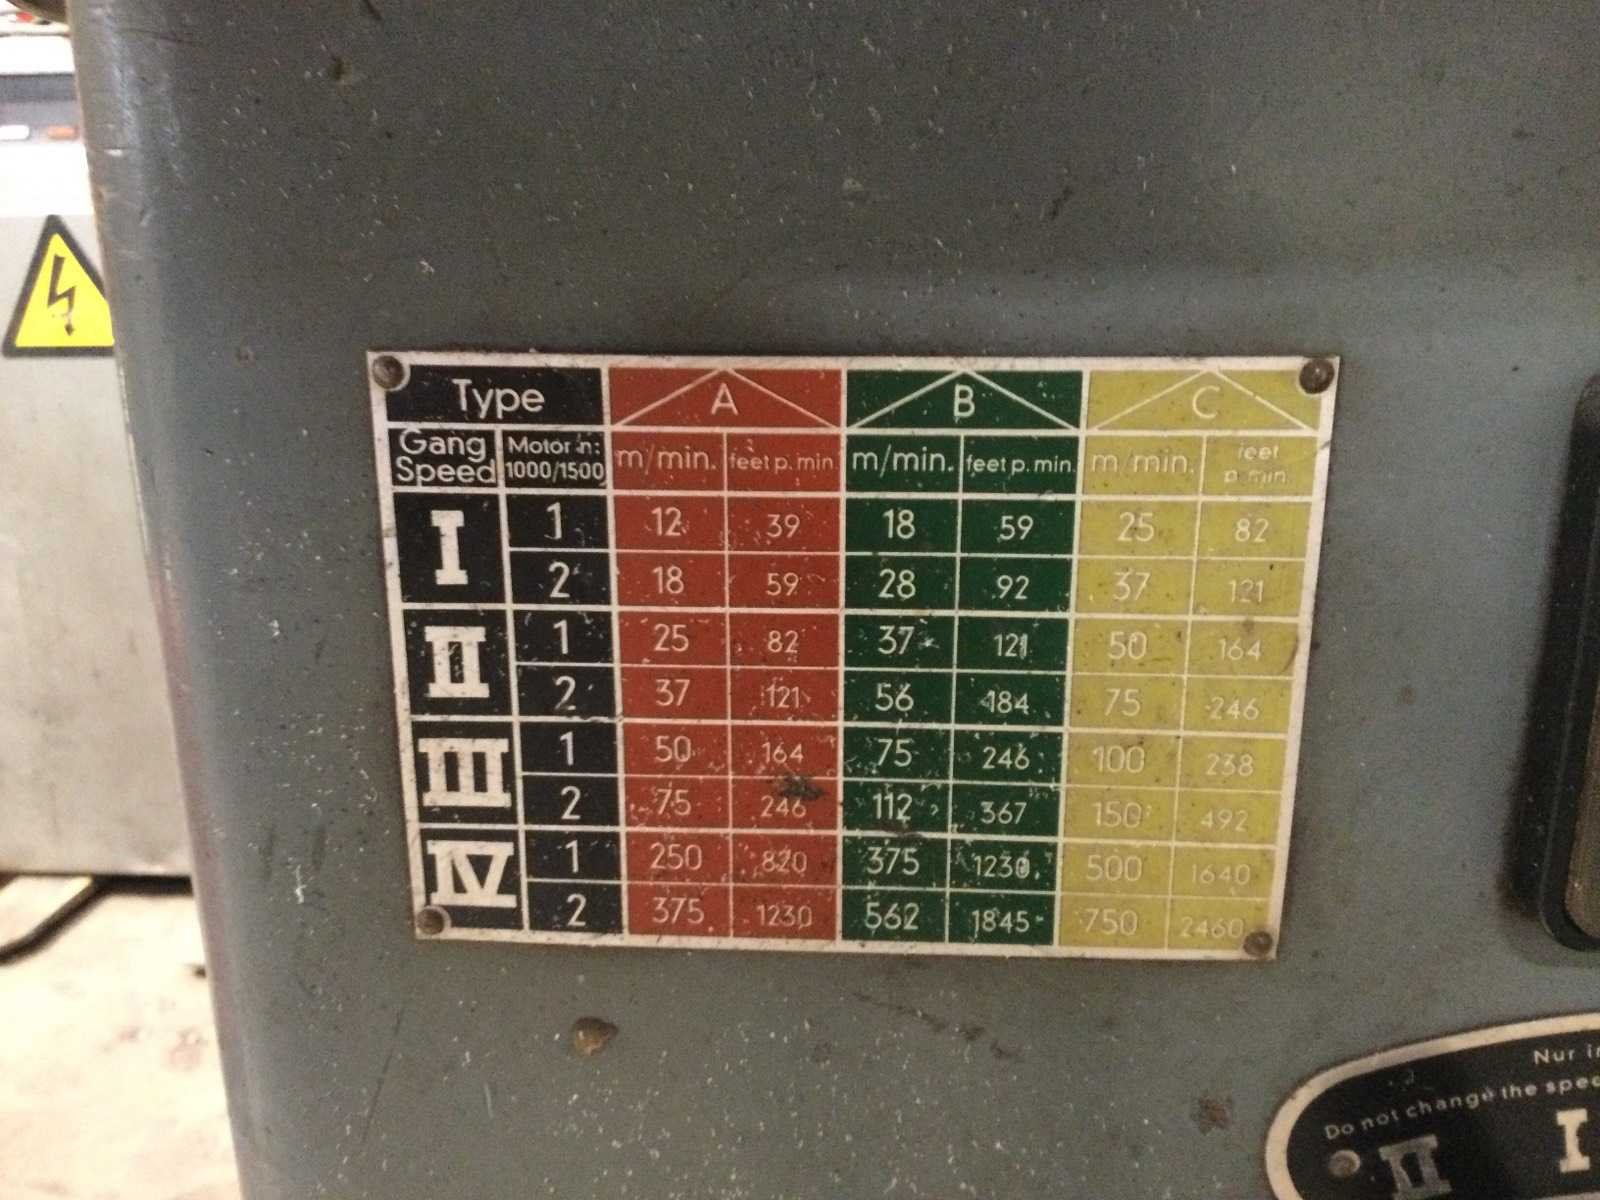 Type A B C
Gang Speed Motor n: 1000/1500 m/min. feet p. min. m/min. feet p. min. m/min. feet p. min.
I 1 12 39 18 59 25 82
2 18 59 28 92 37 121
II 1 25 82 37 121 50 164
2 37 121 56 184 75 246
III 1 50 164 75 246 100 238
2 75 246 112 367 150 492
IV 1 250 820 375 1230 500 1640
2 375 1230 562 1845 750 2460
Nur
Do not change the
II I